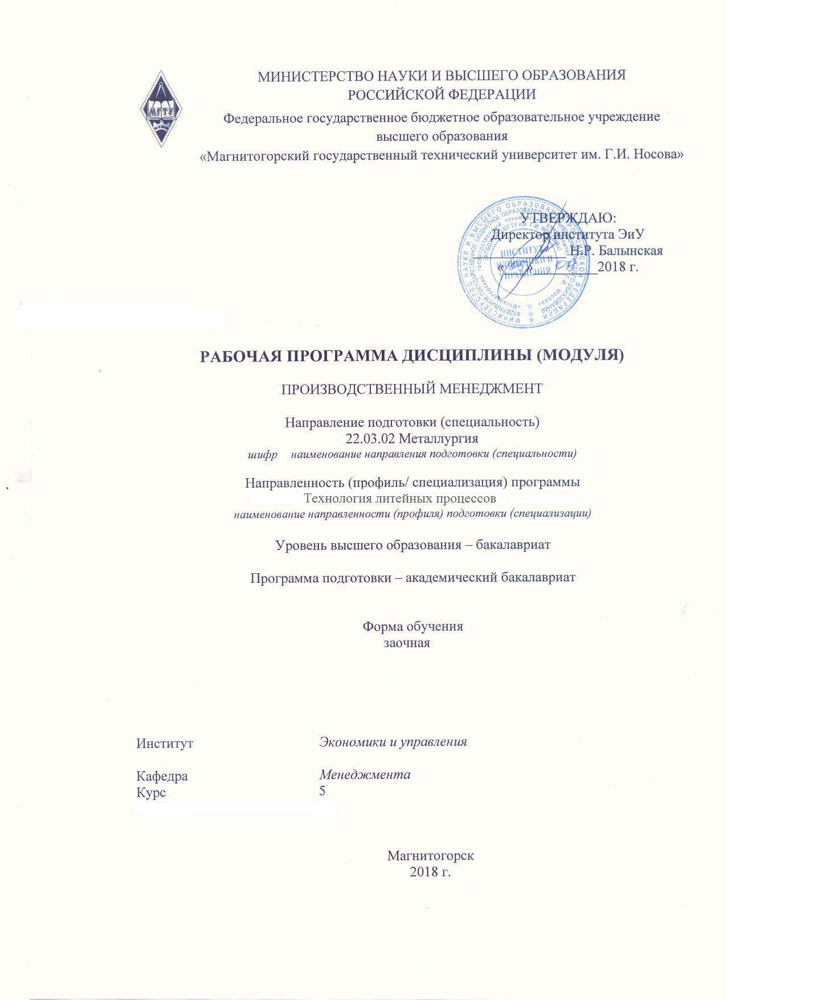 МИНИСТЕРСТВО НАУКИ И ВЫСШЕГО ОБРАЗОВАНИЯ
РОССИЙСКОЙ ФЕДЕРАЦИИ
Федеральное государственное бюджетное образовательное учреждение
высшего образования
«Магнитогорский государственный технический университет им. Г.И. Носова»
МГТУ
УТВЕРЖДАЮ:
Директор института ЭиУ
Н.Р. Балынская
« » 2018 г.
ИНСТИТУТ
ЭКОНОМИКИ И
УПРАВЛЕНИЯ
РАБОЧАЯ ПРОГРАММА ДИСЦИПЛИНЫ (МОДУЛЯ)
ПРОИЗВОДСТВЕННЫЙ МЕНЕДЖМЕНТ
Направление подготовки (специальность)
22.03.02 Металлургия
шифр наименование направления подготовки (специальности)
Направленность (профиль/ специализация) программы
Технология литейных процессов
наименование направленности (профиля) подготовки (специализации)
Уровень высшего образования – бакалавриат
Программа подготовки – академический бакалавриат
Форма обучения
заочная
Институт Экономики и управления
Кафедра Менеджмента
Курс 5
Магнитогорск
2018 г.